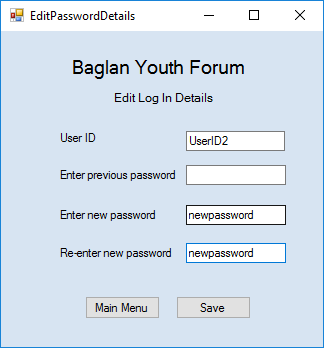 EditPasswordDetails
Baglan Youth Forum
Edit Log In Details
User ID UserID2
Enter previous password
Enter new password newpassword
Re-enter new password newpassword
Main Menu Save